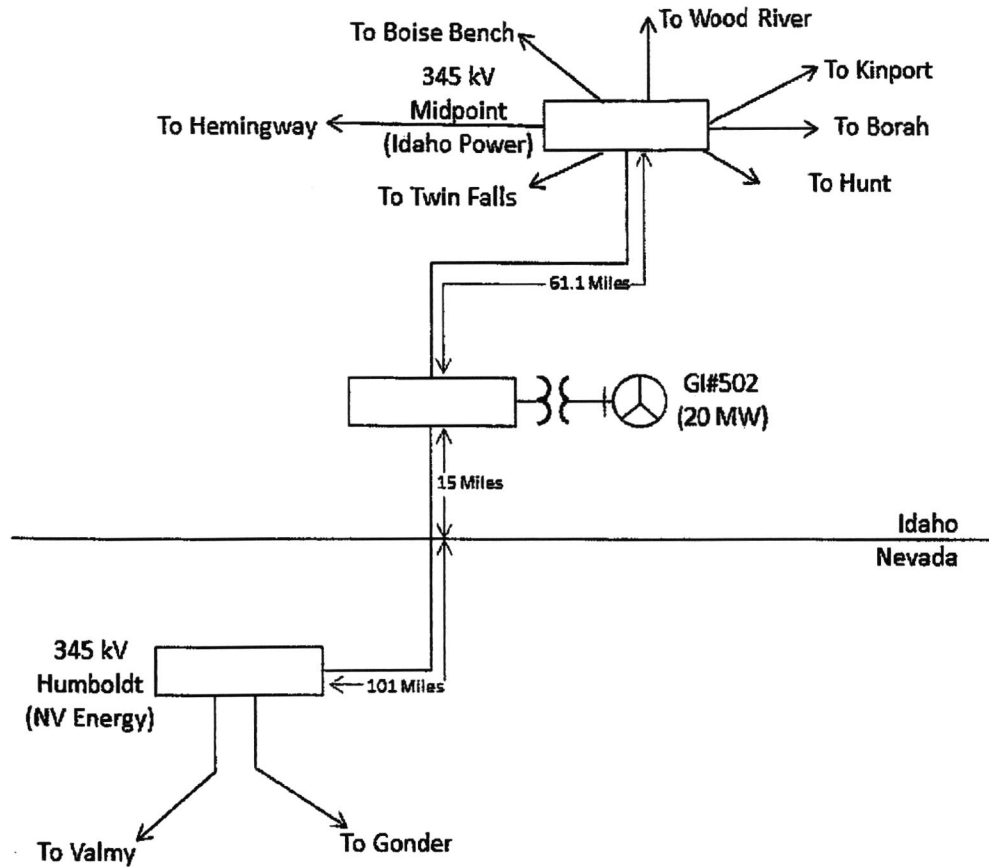 To Boise Bench
To Wood River
345 kV
Midpoint
(Idaho Power)
To Kinport
To Hemingway
To Borah
To Twin Falls
To Hunt
61.1 Miles
GI#502
(20 MW)
15 Miles
Idaho
Nevada
345 kV
Humboldt
(NV Energy)
101 Miles
To Valmy
To Gonder